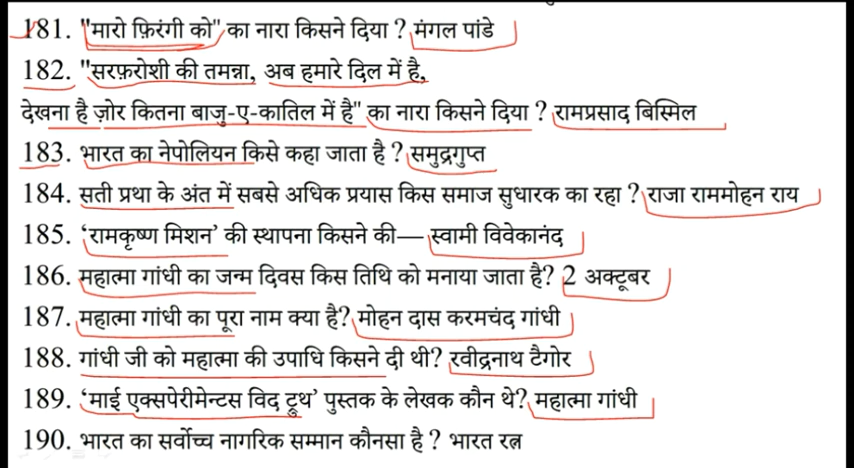 181. "मारो फ़िरंगी को" का नारा किसने दिया ? मंगल पांडे
182. "सरफ़रोशी की तमन्ना, अब हमारे दिल में है,
देखना है ज़ोर कितना बाजु-ए-कातिल में है" का नारा किसने दिया ? रामप्रसाद बिस्मिल
183. भारत का नेपोलियन किसे कहा जाता है ? समुद्रगुप्त
184. सती प्रथा के अंत में सबसे अधिक प्रयास किस समाज सुधारक का रहा ? राजा राममोहन राय
185. ‘रामकृष्ण मिशन’ की स्थापना किसने की— स्वामी विवेकानंद
186. महात्मा गांधी का जन्म दिवस किस तिथि को मनाया जाता है? 2 अक्टूबर
187. महात्मा गांधी का पूरा नाम क्या है? मोहन दास करमचंद गांधी
188. गांधी जी को महात्मा की उपाधि किसने दी थी? रवीद्रनाथ टैगोर
189. ‘माई एक्सपेरीमेन्टस विद ट्रुथ’ पुस्तक के लेखक कौन थे? महात्मा गांधी
190. भारत का सर्वोच्च नागरिक सम्मान कौनसा है ? भारत रत्न